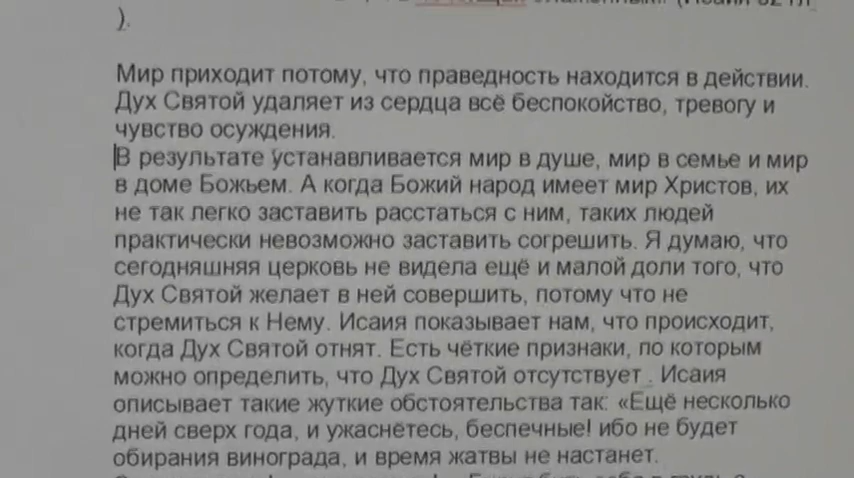 ).
Мир приходит потому, что праведность находится в действии.
Дух Святой удаляет из сердца всё беспокойство, тревогу и
чувство осуждения.
В результате устанавливается мир в душе, мир в семье и мир
в доме Божьем. А когда Божий народ имеет мир Христов, их
не так легко заставить расстаться с ним, таких людей
практически невозможно заставить согрешить. Я думаю, что
сегодняшняя церковь не видела ещё и малой доли того, что
Дух Святой желает в ней совершить, потому что не
стремиться к Нему. Исаия показывает нам, что происходит,
когда Дух Святой отнят. Есть чёткие признаки, по которым
можно определить, что Дух Святой отсутствует . Исаия
описывает такие жуткие обстоятельства так: «Ещё несколько
дней сверх года, и ужаснётесь, беспечные! ибо не будет
обирания винограда, и время жатвы не настанет.